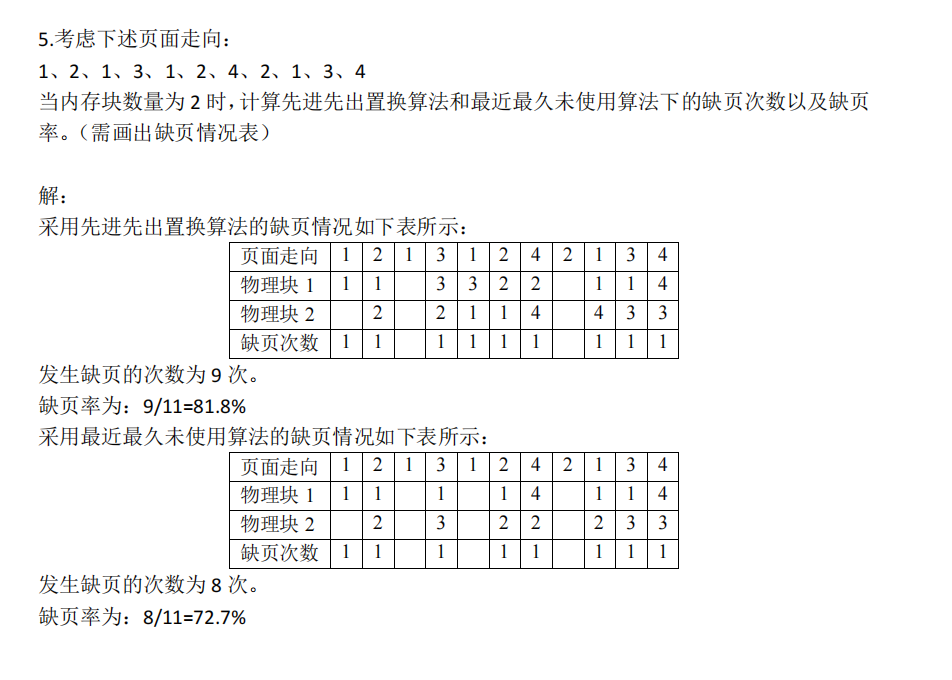 5.考虑下述页面走向：
1、2、1、3、1、2、4、2、1、3、4
当内存块数量为 2 时，计算先进先出置换算法和最近最久未使用算法下的缺页次数以及缺页
率。（需画出缺页情况表）
解：
采用先进先出置换算法的缺页情况如下表所示：
页面走向 1 2 1 3 1 2 4 2 1 3 4
物理块 1 1 1 3 3 2 2 1 1 4
物理块 2 2 2 1 1 4 4 3 3
缺页次数 1 1 1 1 1 1 1 1 1
发生缺页的次数为 9 次。
缺页率为：9/11=81.8%
采用最近最久未使用算法的缺页情况如下表所示：
页面走向 1 2 1 3 1 2 4 2 1 3 4
物理块 1 1 1 1 1 4 1 1 4
物理块 2 2 3 2 2 2 3 3
缺页次数 1 1 1 1 1 1 1 1
发生缺页的次数为 8 次。
缺页率为：8/11=72.7%